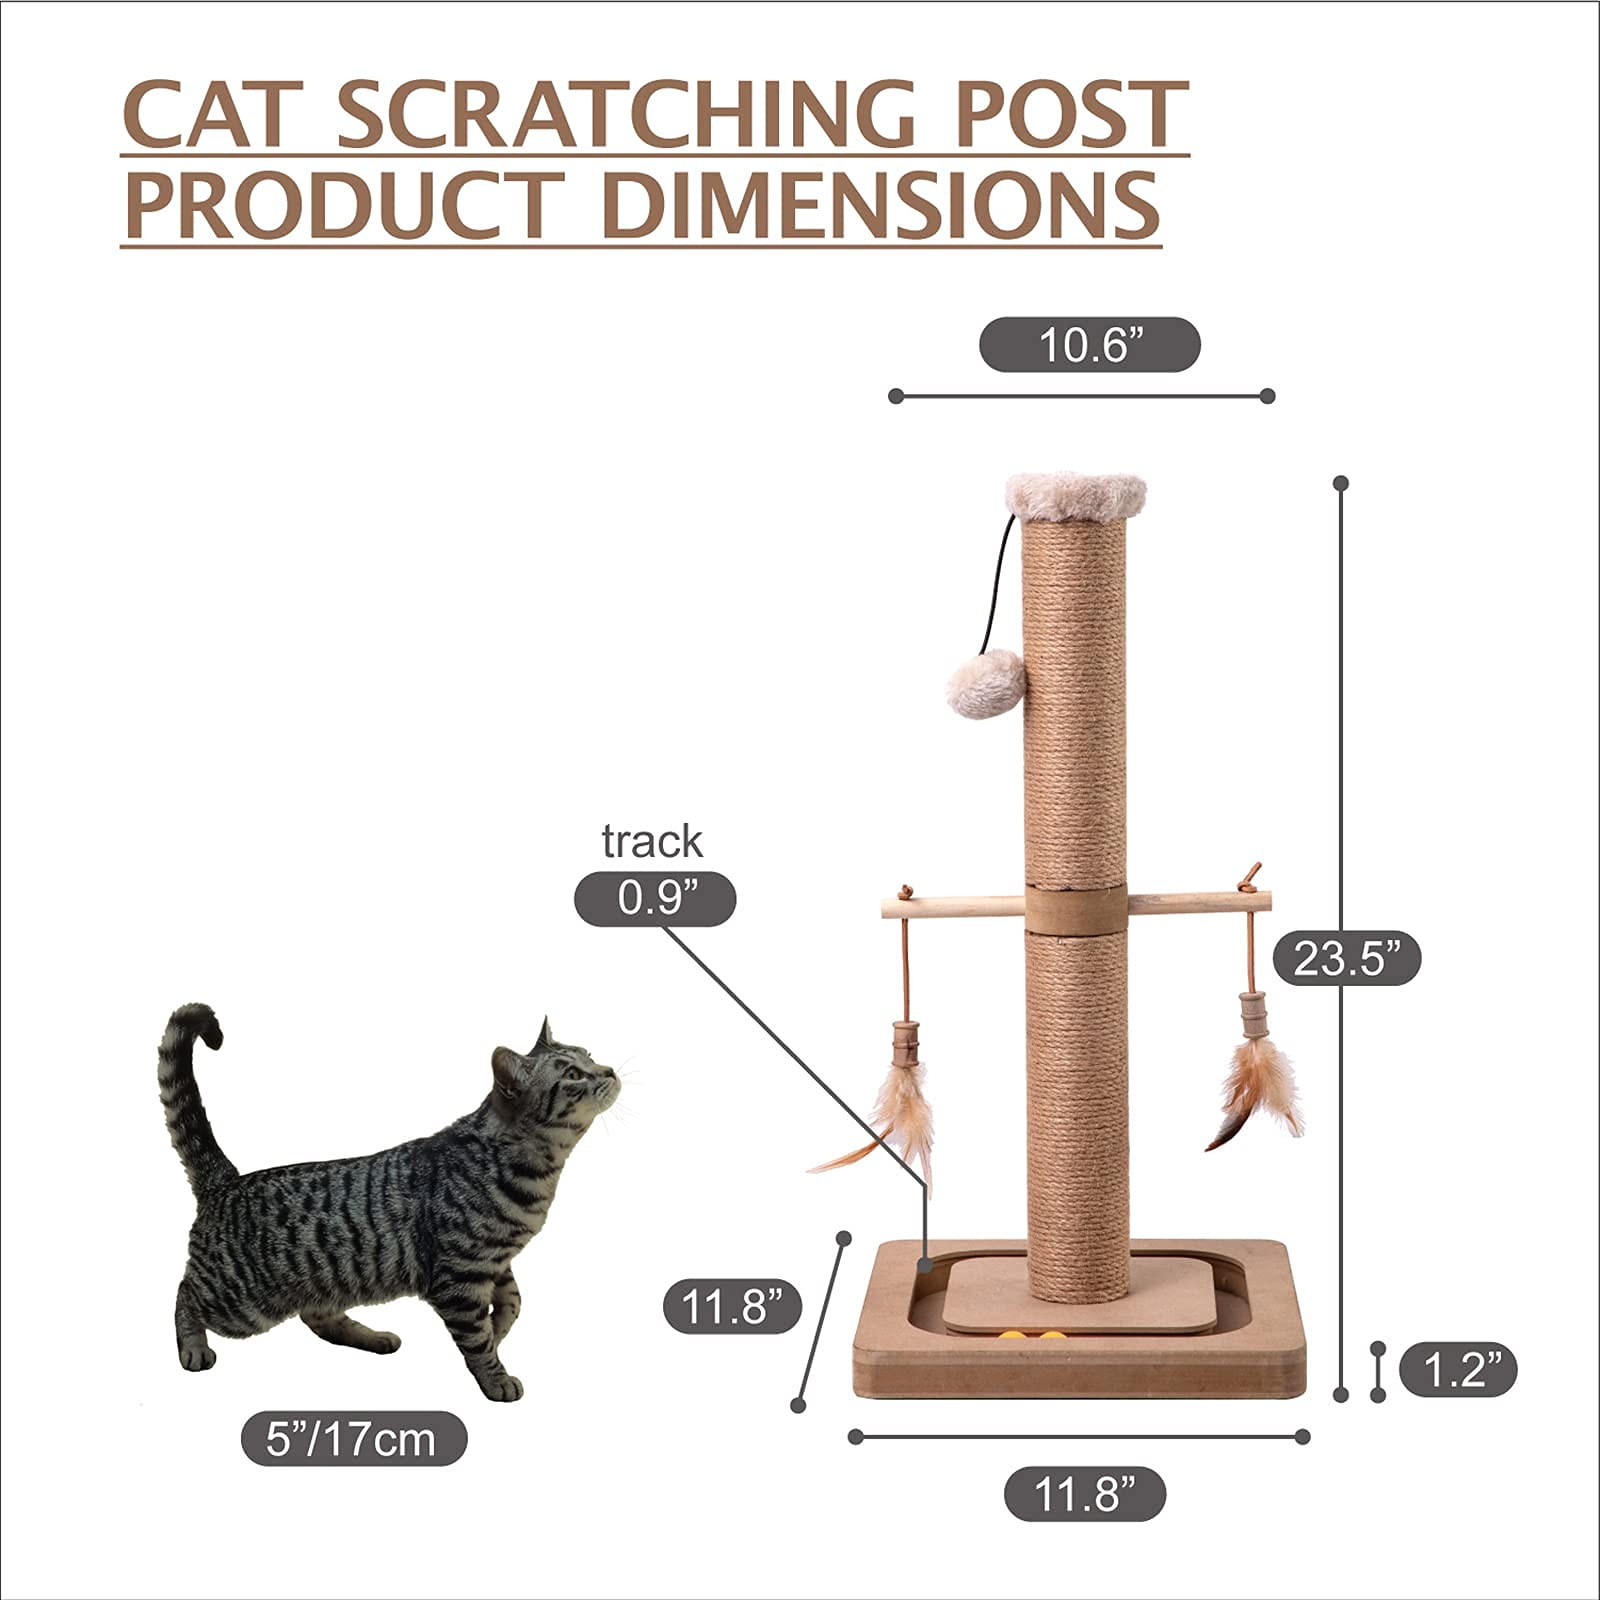 CAT SCRATCHING POST
PRODUCT DIMENSIONS
10.6”
track
0.9”
23.5”
11.8”
1.2”
5”/17cm
11.8”